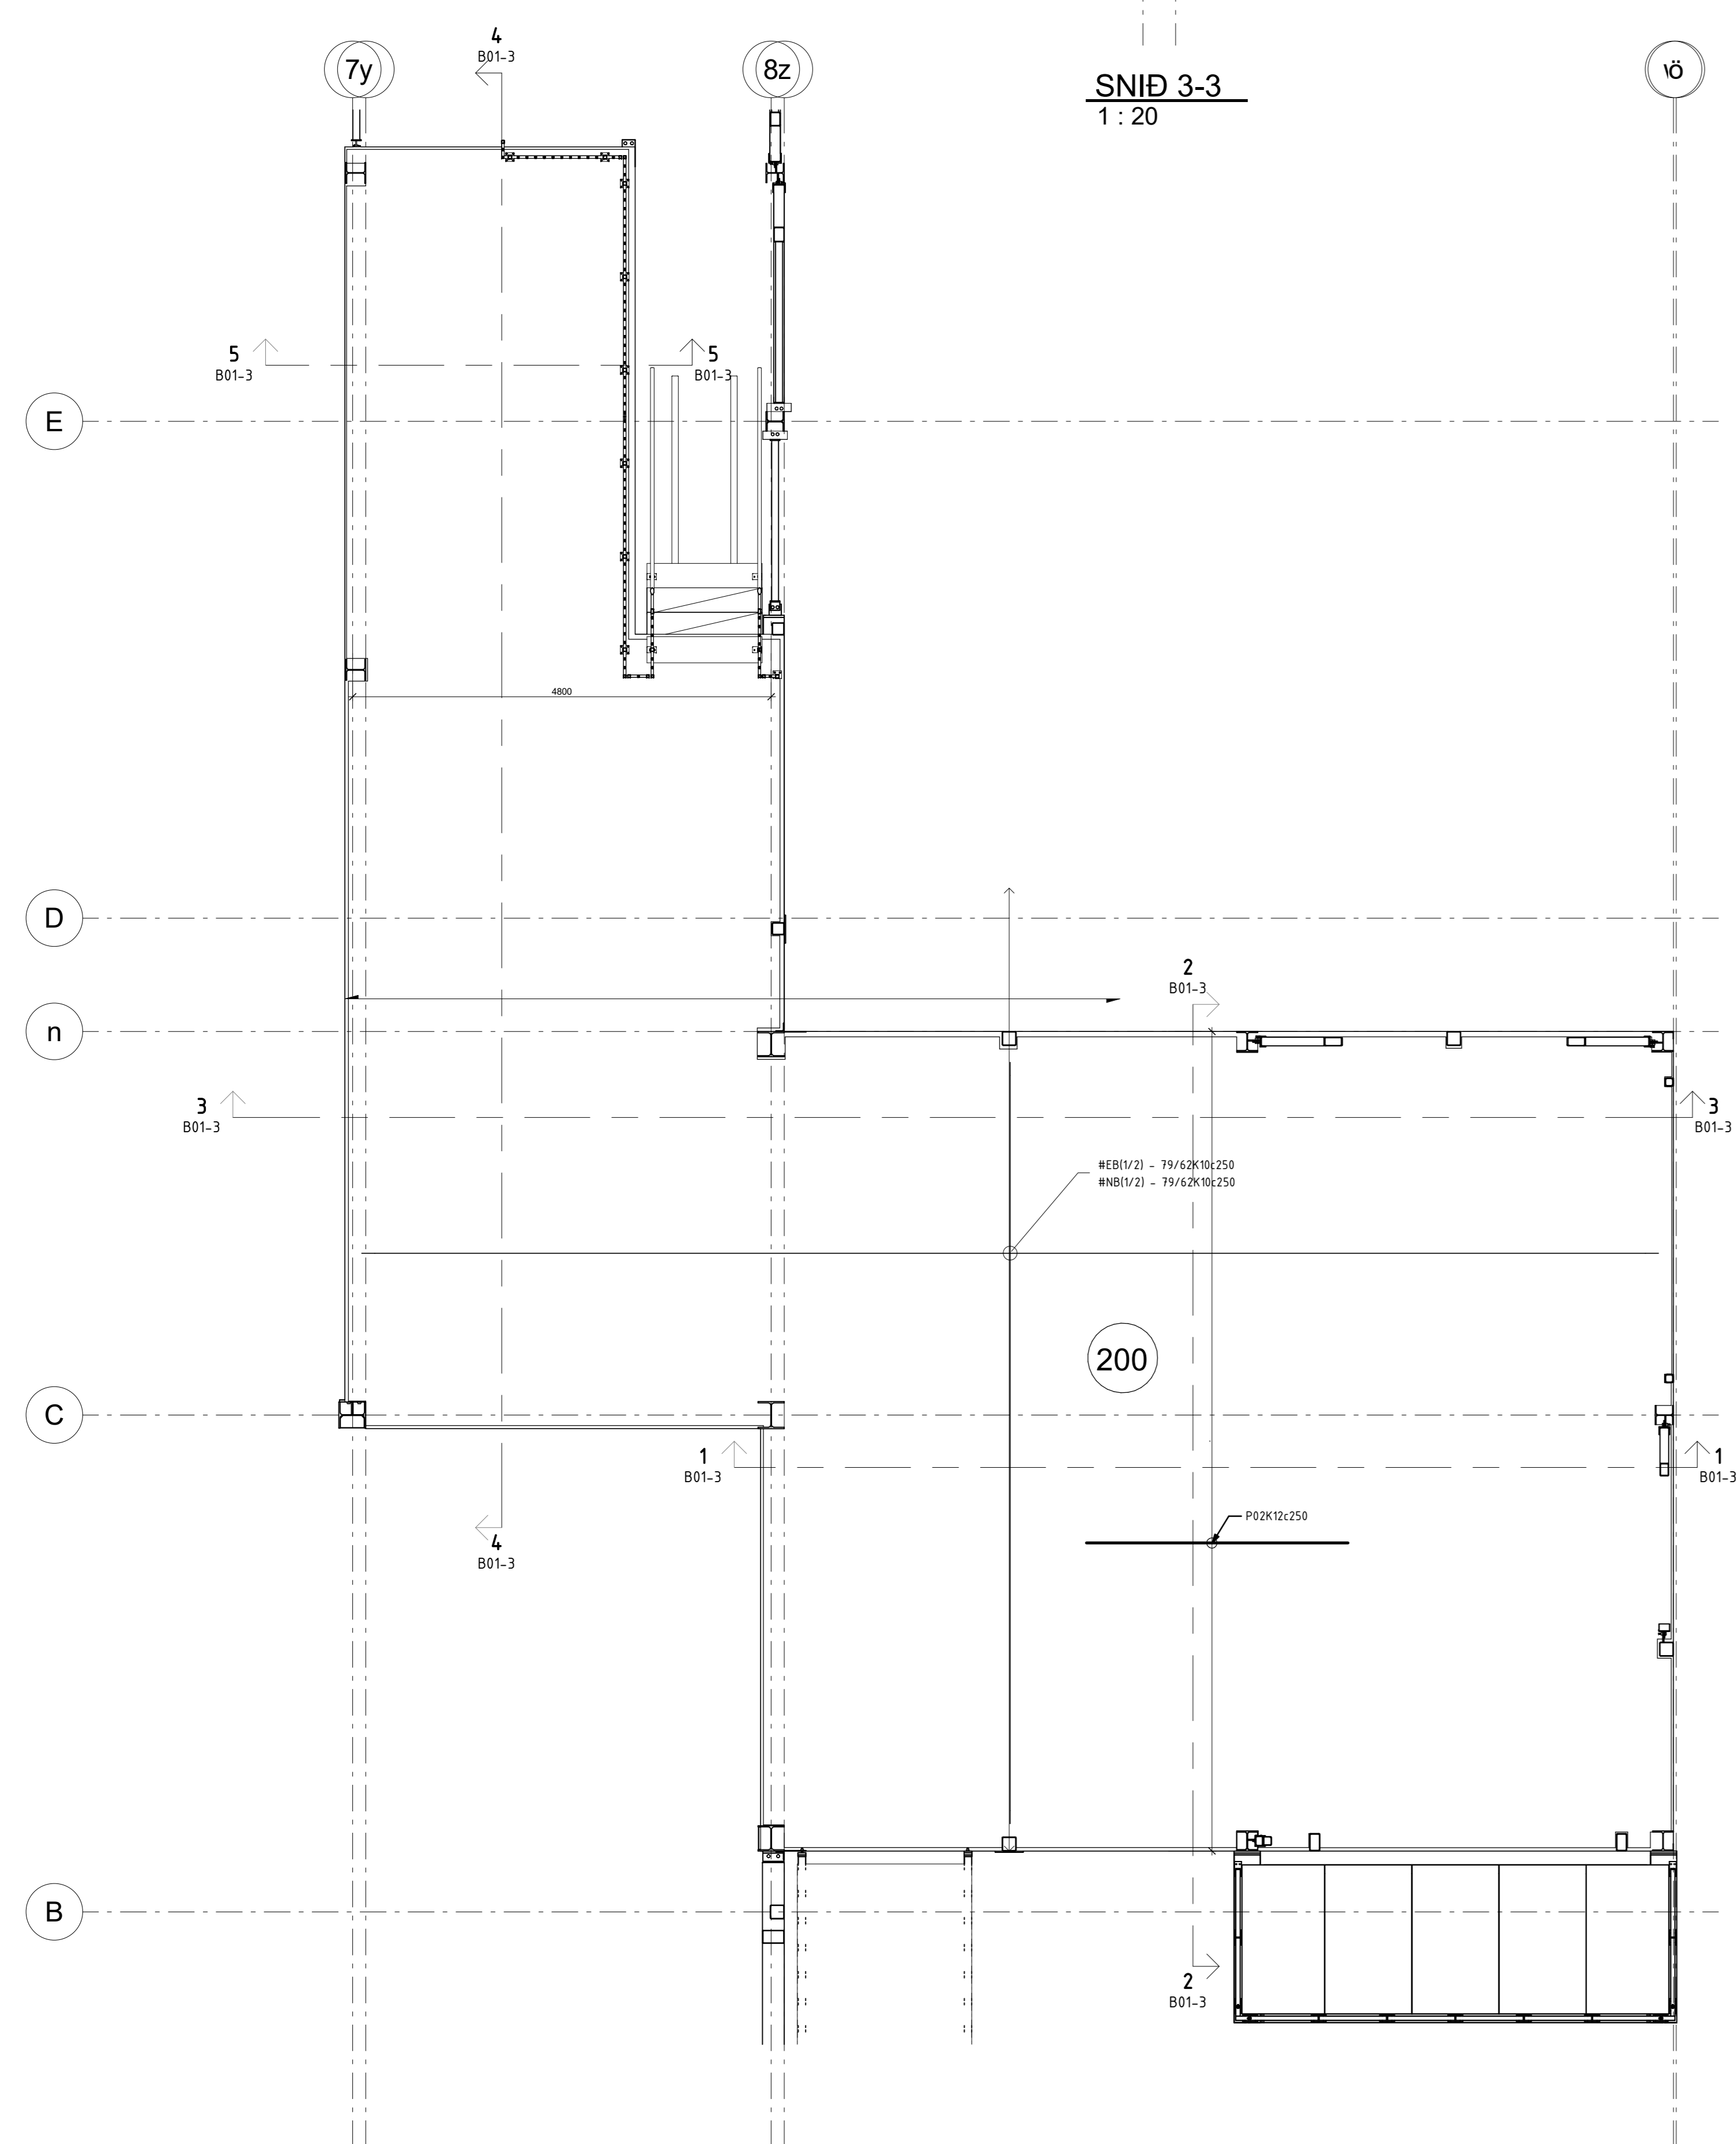 4
B01-3
7y
8z
SNIÐ 3-3
1 : 20
ö
5
B01-3
5
B01-3
E
4800
D
2
B01-3
n
3
B01-3
3
B01-3
#EB(1/2) - 79/62K10c250
#NB(1/2) - 79/62K10c250
200
C
1
B01-3
1
B01-3
P02K12c250
4
B01-3
B
2
B01-3